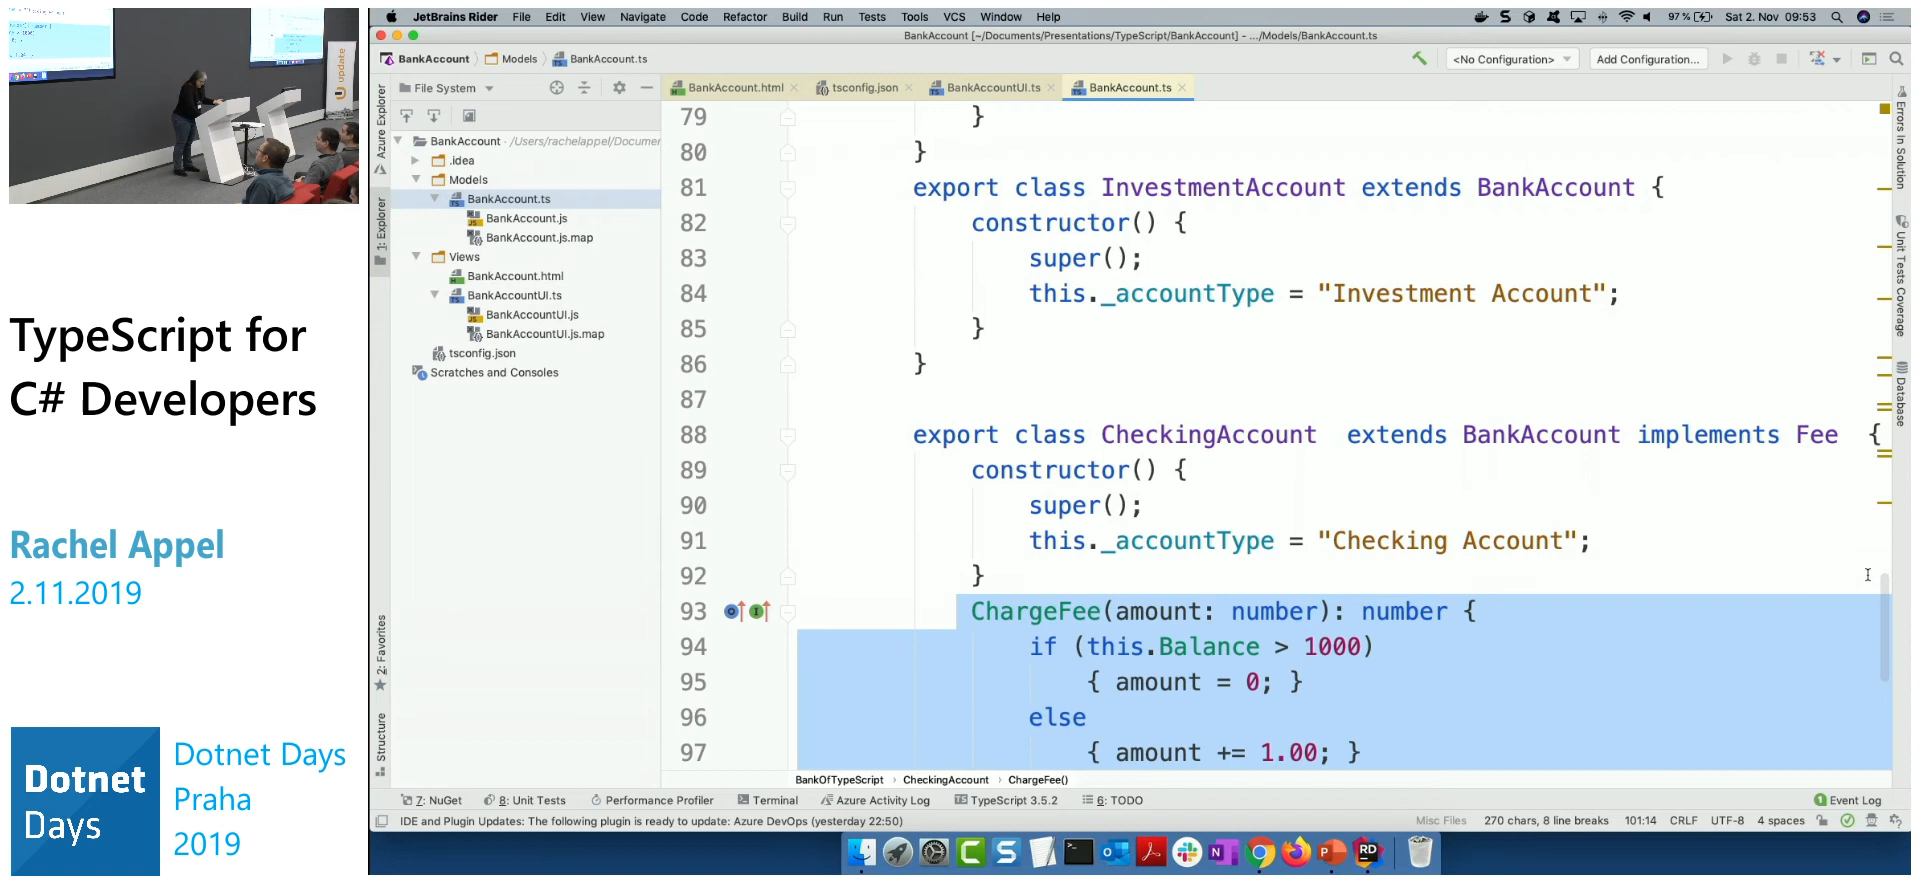 update
TypeScript for
C# Developers
Rachel Appel
2.11.2019
Dotnet
Days
Dotnet Days
Praha
2019
JetBrains Rider File Edit View Navigate Code Refactor Build Run Tests Tools VCS Window Help
97% Sat 2. Nov 09:53
BankAccount [~/Documents/Presentations/TypeScript/BankAccount] - .../Models/BankAccount.ts
BankAccount Models BankAccount.ts
<No Configuration> Add Configuration...
File System
BankAccount.html tsconfig.json BankAccountUI.ts BankAccount.ts
Azure Explorer
1: Explorer
2: Favorites
Structure
BankAccount ~/Users/rachelappel/Documen
.idea
Models
BankAccount.ts
BankAccount.js
BankAccount.js.map
Views
BankAccount.html
BankAccountUI.ts
BankAccountUI.js
BankAccountUI.js.map
tsconfig.json
Scratches and Consoles
79 }
80 }
81 export class InvestmentAccount extends BankAccount {
82 constructor() {
83 super();
84 this._accountType = "Investment Account";
85 }
86 }
87
88 export class CheckingAccount extends BankAccount implements Fee {
89 constructor() {
90 super();
91 this._accountType = "Checking Account";
92 }
93 ChargeFee(amount: number): number {
94 if (this.Balance > 1000)
95 { amount = 0; }
96 else
97 { amount += 1.00; }
BankOfTypeScript CheckingAccount ChargeFee()
Errors In Solution
Unit Tests Coverage
Database
7: NuGet 8: Unit Tests Performance Profiler Terminal Azure Activity Log TypeScript 3.5.2 6: TODO
1 Event Log
IDE and Plugin Updates: The following plugin is ready to update: Azure DevOps (yesterday 22:50)
Misc Files 270 chars, 8 line breaks 101:14 CRLF UTF-8 4 spaces